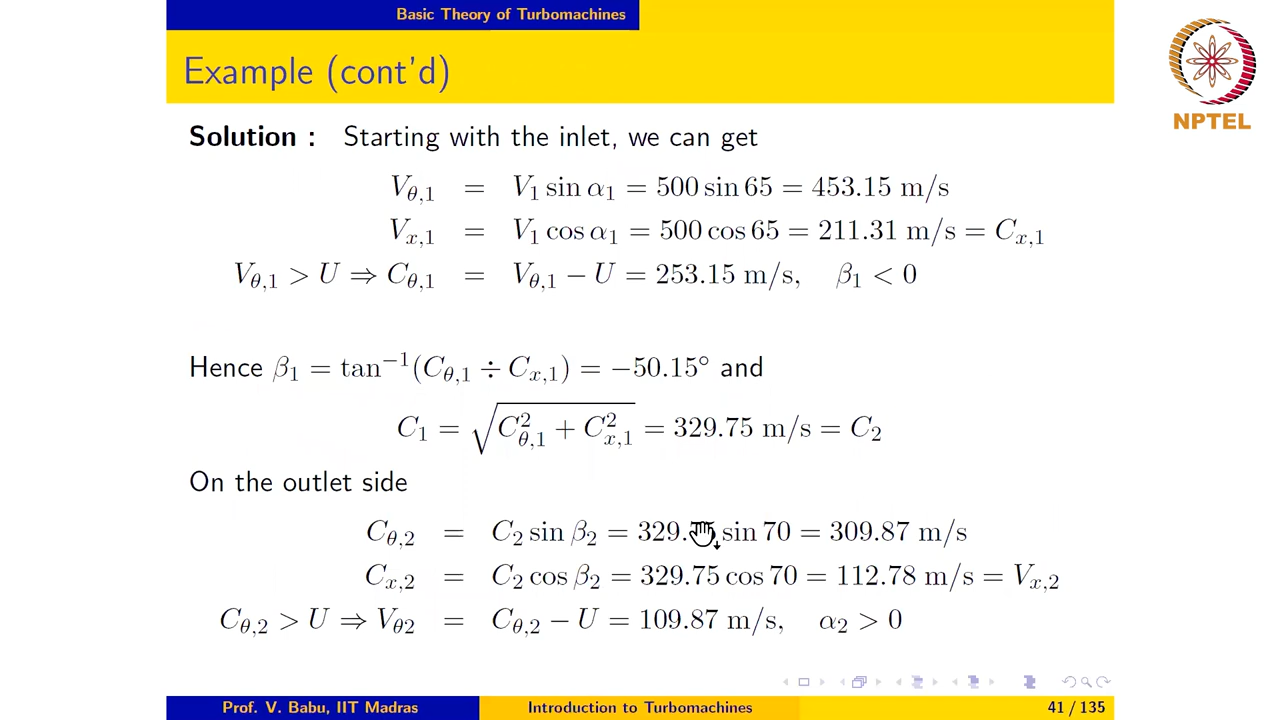 Basic Theory of Turbomachines
Example (cont'd)
NPTEL
Solution : Starting with the inlet, we can get
V_{θ,1} = V_1 sin α_1 = 500 sin 65 = 453.15 m/s
V_{x,1} = V_1 cos α_1 = 500 cos 65 = 211.31 m/s = C_{x,1}
V_{θ,1} > U ⇒ C_{θ,1} = V_{θ,1} − U = 253.15 m/s, β_1 < 0
Hence β_1 = tan^{−1}(C_{θ,1} ÷ C_{x,1}) = −50.15° and
C_1 = √(C_{θ,1}^2 + C_{x,1}^2) = 329.75 m/s = C_2
On the outlet side
C_{θ,2} = C_2 sin β_2 = 329.75 sin 70 = 309.87 m/s
C_{x,2} = C_2 cos β_2 = 329.75 cos 70 = 112.78 m/s = V_{x,2}
C_{θ,2} > U ⇒ V_{θ2} = C_{θ,2} − U = 109.87 m/s, α_2 > 0
Prof. V. Babu, IIT Madras Introduction to Turbomachines 41 / 135